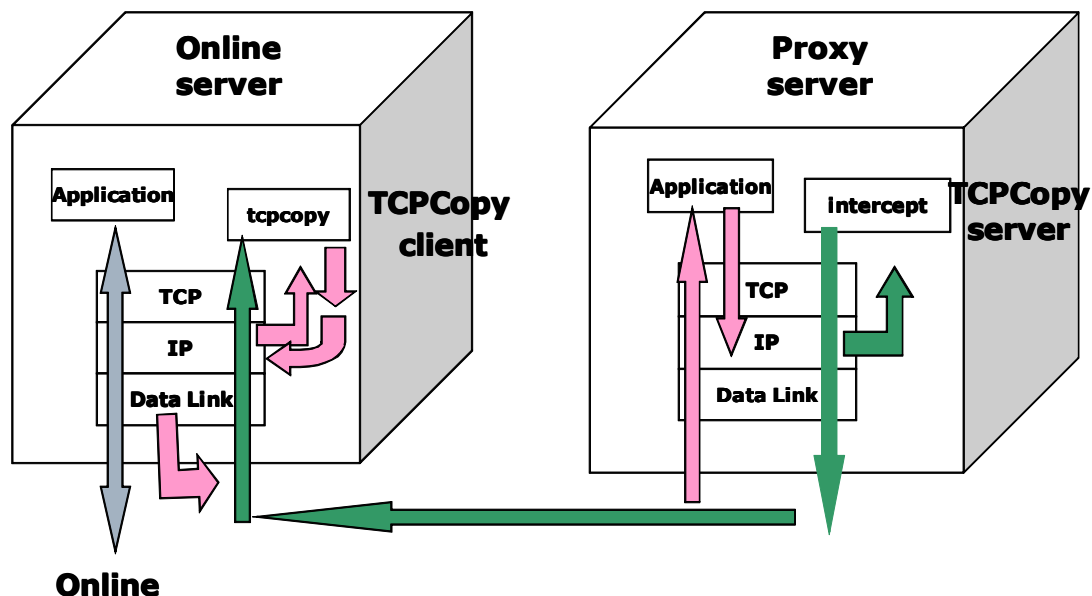 Online
server
Proxy
server
Application
tcpcopy
TCPCopy
client
TCP
IP
Data Link
Application
intercept
TCPCopy
server
TCP
IP
Data Link
Online